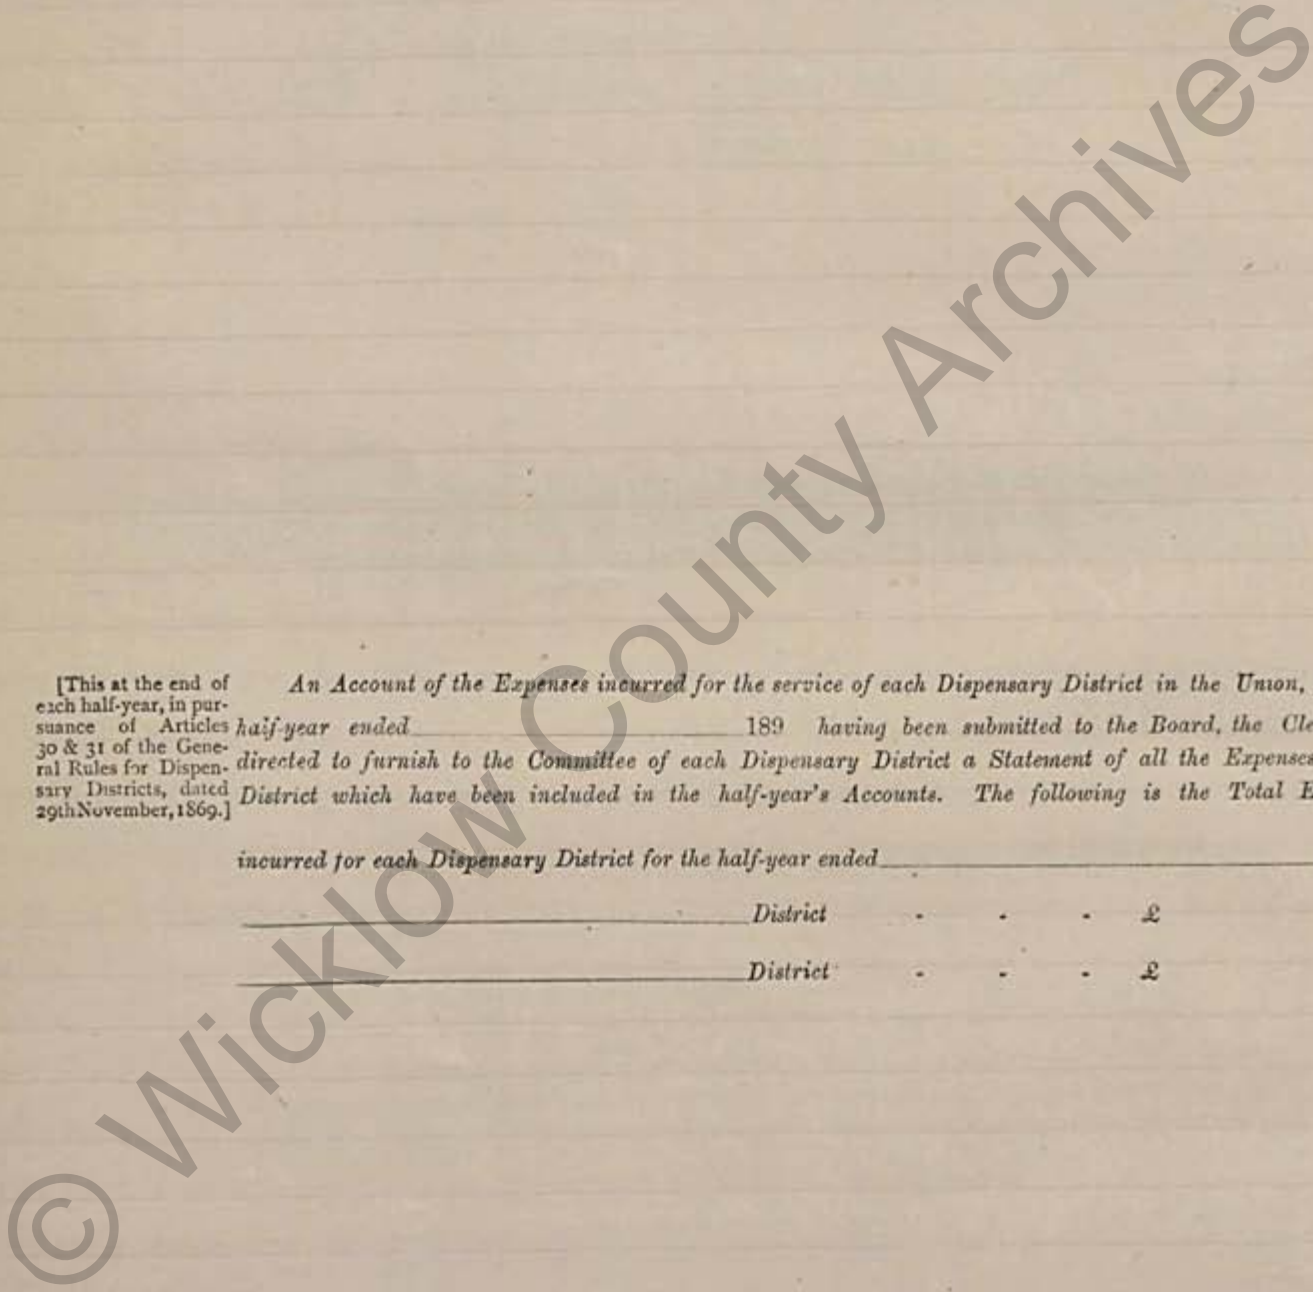 [This at the end of
each half-year, in pur-
suance of Articles
30 & 31 of the Gene-
ral Rules for Dispen-
sary Districts, dated
29th November, 1869.]
An Account of the Expenses incurred for the service of each Dispensary District in the Union,
half-year ended 189 having been submitted to the Board, the Cle
directed to furnish to the Committee of each Dispensary District a Statement of all the Expenses
District which have been included in the half-year's Accounts. The following is the Total E
incurred for each Dispensary District for the half-year ended
District - - - £
District - - - £
© Wicklow County Archives